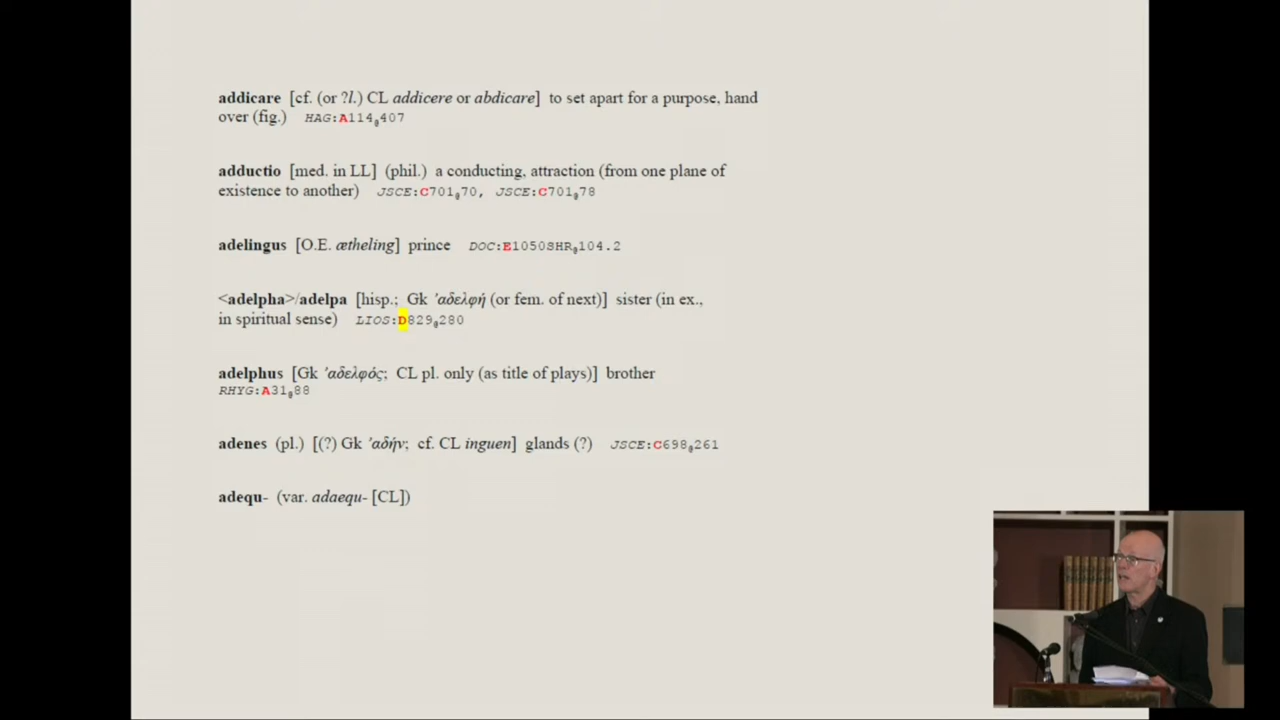 addicare [cf. (or ?l.) CL addicere or abdicare] to set apart for a purpose, hand
over (fig.) HAG:A114@407
adductio [med. in LL] (phil.) a conducting, attraction (from one plane of
existence to another) JSCE:C701@70, JSCE:C701@78
adelingus [O.E. ætheling] prince DOC:E1050SHR@104.2
<adelpha>/adelpa [hisp.; Gk ’αδελφή (or fem. of next)] sister (in ex.,
in spiritual sense) LIOS:D829@280
adelphus [Gk ’αδελφός; CL pl. only (as title of plays)] brother
RHYG:A31@88
adenes (pl.) [(?) Gk ’αδήν; cf. CL inguen] glands (?) JSCE:C698@261
adequ- (var. adaequ- [CL])